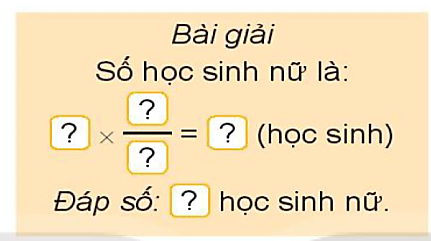 Bài giải
Số học sinh nữ là:
? × ?/? = ? (học sinh)
Đáp số: ? học sinh nữ.